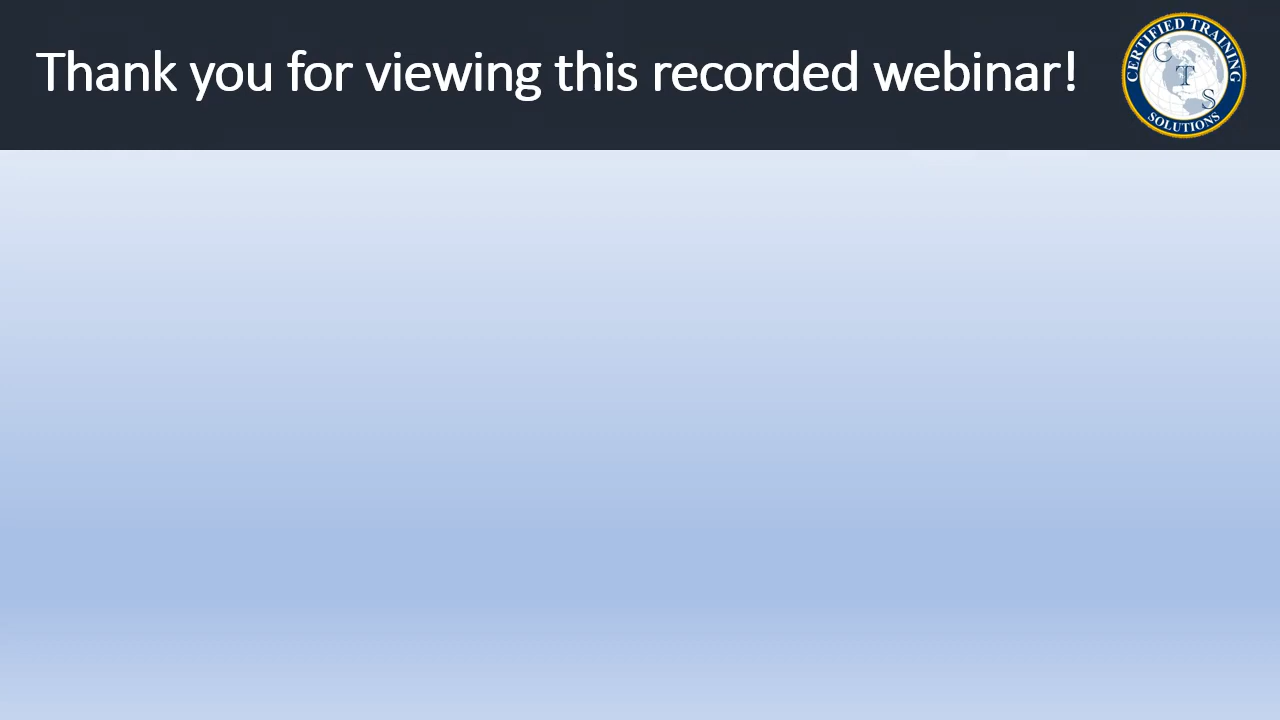 Thank you for viewing this recorded webinar!
CERTIFIED TRAINING
C
T
S
SOLUTIONS